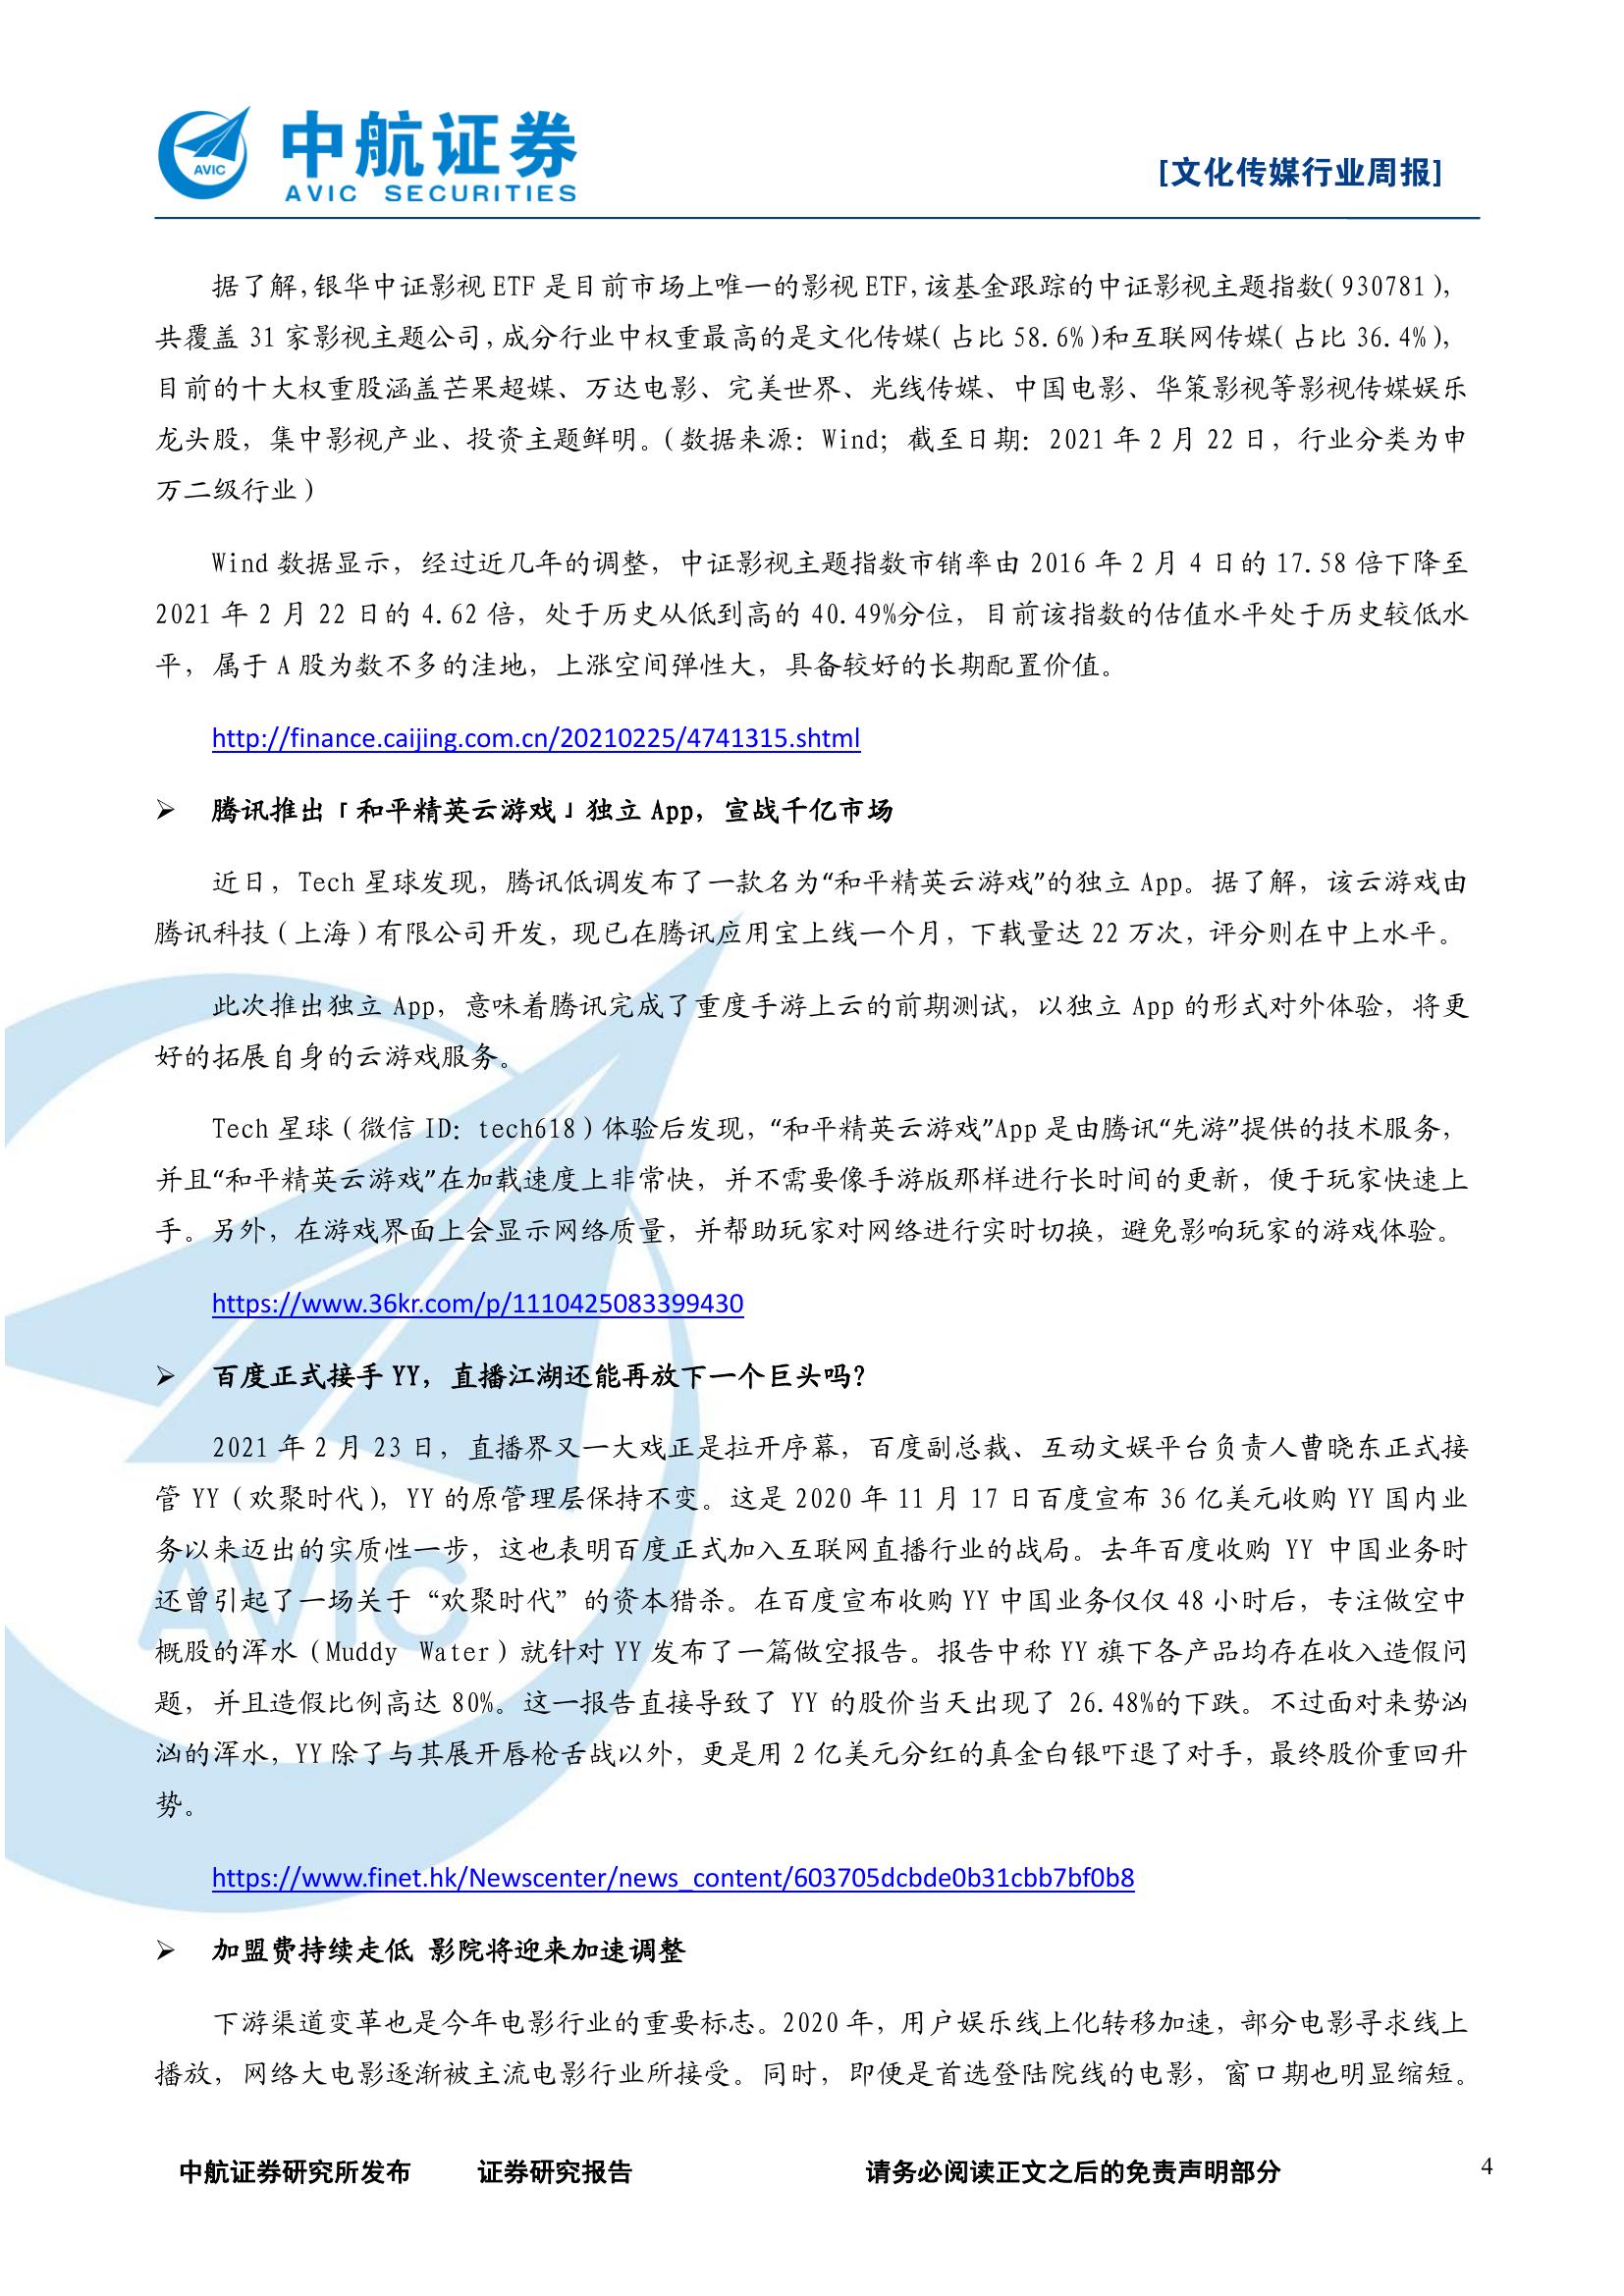 中航证券
AVIC SECURITIES
AVIC
[文化传媒行业周报]
据了解,银华中证影视 ETF 是目前市场上唯一的影视 ETF,该基金跟踪的中证影视主题指数(930781),
共覆盖 31 家影视主题公司,成分行业中权重最高的是文化传媒(占比 58.6%)和互联网传媒(占比 36.4%),
目前的十大权重股涵盖芒果超媒、万达电影、完美世界、光线传媒、中国电影、华策影视等影视传媒娱乐
龙头股，集中影视产业、投资主题鲜明。（数据来源：Wind；截至日期：2021 年 2 月 22 日，行业分类为申
万二级行业）
Wind 数据显示，经过近几年的调整，中证影视主题指数市销率由 2016 年 2 月 4 日的 17.58 倍下降至
2021 年 2 月 22 日的 4.62 倍，处于历史从低到高的 40.49%分位，目前该指数的估值水平处于历史较低水
平，属于 A 股为数不多的洼地，上涨空间弹性大，具备较好的长期配置价值。
http://finance.caijing.com.cn/20210225/4741315.shtml
➢ 腾讯推出「和平精英云游戏」独立 App，宣战千亿市场
近日，Tech 星球发现，腾讯低调发布了一款名为“和平精英云游戏”的独立 App。据了解，该云游戏由
腾讯科技（上海）有限公司开发，现已在腾讯应用宝上线一个月，下载量达 22 万次，评分则在中上水平。
此次推出独立 App，意味着腾讯完成了重度手游上云的前期测试，以独立 App 的形式对外体验，将更
好的拓展自身的云游戏服务。
Tech 星球（微信 ID：tech618）体验后发现，“和平精英云游戏”App 是由腾讯“先游”提供的技术服务，
并且“和平精英云游戏”在加载速度上非常快，并不需要像手游版那样进行长时间的更新，便于玩家快速上
手。另外，在游戏界面上会显示网络质量，并帮助玩家对网络进行实时切换，避免影响玩家的游戏体验。
https://www.36kr.com/p/1110425083399430
➢ 百度正式接手 YY，直播江湖还能再放下一个巨头吗？
2021 年 2 月 23 日，直播界又一大戏正是拉开序幕，百度副总裁、互动文娱平台负责人曹晓东正式接
管 YY（欢聚时代），YY 的原管理层保持不变。这是 2020 年 11 月 17 日百度宣布 36 亿美元收购 YY 国内业
务以来迈出的实质性一步，这也表明百度正式加入互联网直播行业的战局。去年百度收购 YY 中国业务时
还曾引起了一场关于“欢聚时代”的资本猎杀。在百度宣布收购 YY 中国业务仅仅 48 小时后，专注做空中
概股的浑水（Muddy Water）就针对 YY 发布了一篇做空报告。报告中称 YY 旗下各产品均存在收入造假问
题，并且造假比例高达 80%。这一报告直接导致了 YY 的股价当天出现了 26.48%的下跌。不过面对来势汹
汹的浑水，YY 除了与其展开唇枪舌战以外，更是用 2 亿美元分红的真金白银吓退了对手，最终股价重回升
势。
https://www.finet.hk/Newscenter/news_content/603705dcbde0b31cbb7bf0b8
➢ 加盟费持续走低 影院将迎来加速调整
下游渠道变革也是今年电影行业的重要标志。2020 年，用户娱乐线上化转移加速，部分电影寻求线上
播放，网络大电影逐渐被主流电影行业所接受。同时，即便是首选登陆院线的电影，窗口期也明显缩短。
AVIC
中航证券研究所发布 证券研究报告 请务必阅读正文之后的免责声明部分 4